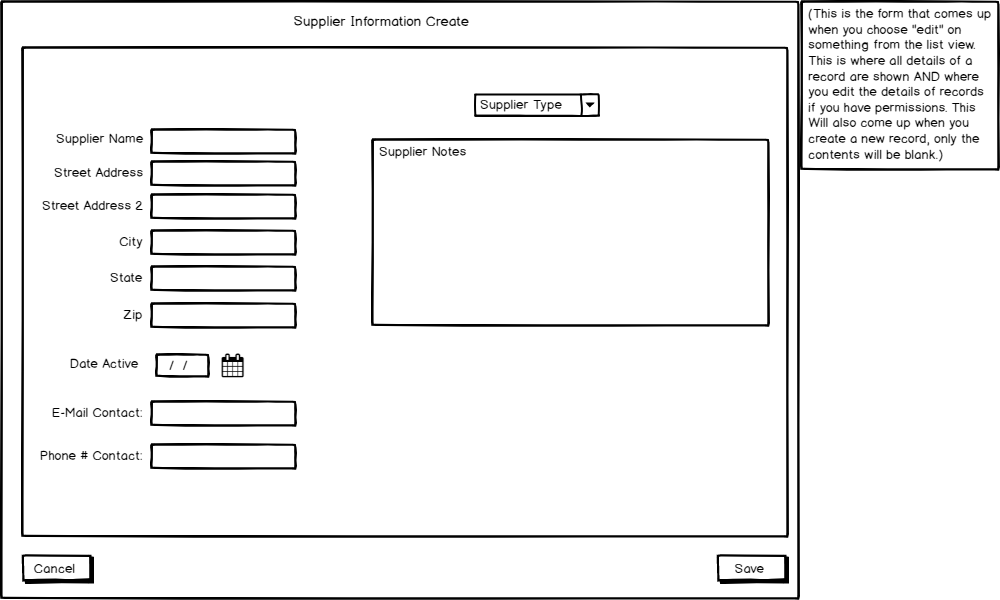 Supplier Information Create
(This is the form that comes up
when you choose "edit" on
something from the list view.
This is where all details of a
record are shown AND where
you edit the details of records
if you have permissions. This
Will also come up when you
create a new record, only the
contents will be blank.)
Supplier Type
Supplier Name
Supplier Notes
Street Address
Street Address 2
City
State
Zip
Date Active
/ /
E-Mail Contact:
Phone # Contact:
Cancel
Save